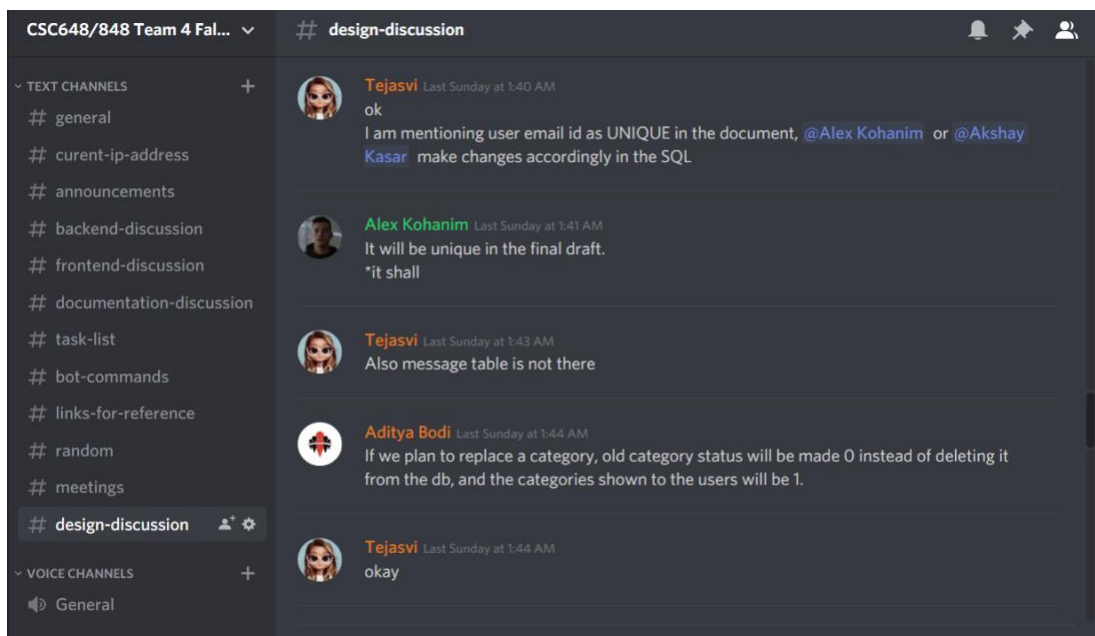 CSC648/848 Team 4 Fal...
TEXT CHANNELS
# general
# curent-ip-address
# announcements
# backend-discussion
# frontend-discussion
# documentation-discussion
# task-list
# bot-commands
# links-for-reference
# random
# meetings
# design-discussion
VOICE CHANNELS
General
# design-discussion
Tejasvi Last Sunday at 1:40 AM
ok
I am mentioning user email id as UNIQUE in the document, @Alex Kohanim or @Akshay
Kasar make changes accordingly in the SQL
Alex Kohanim Last Sunday at 1:41 AM
It will be unique in the final draft.
*it shall
Tejasvi Last Sunday at 1:43 AM
Also message table is not there
Aditya Bodi Last Sunday at 1:44 AM
If we plan to replace a category, old category status will be made 0 instead of deleting it
from the db, and the categories shown to the users will be 1.
Tejasvi Last Sunday at 1:44 AM
okay